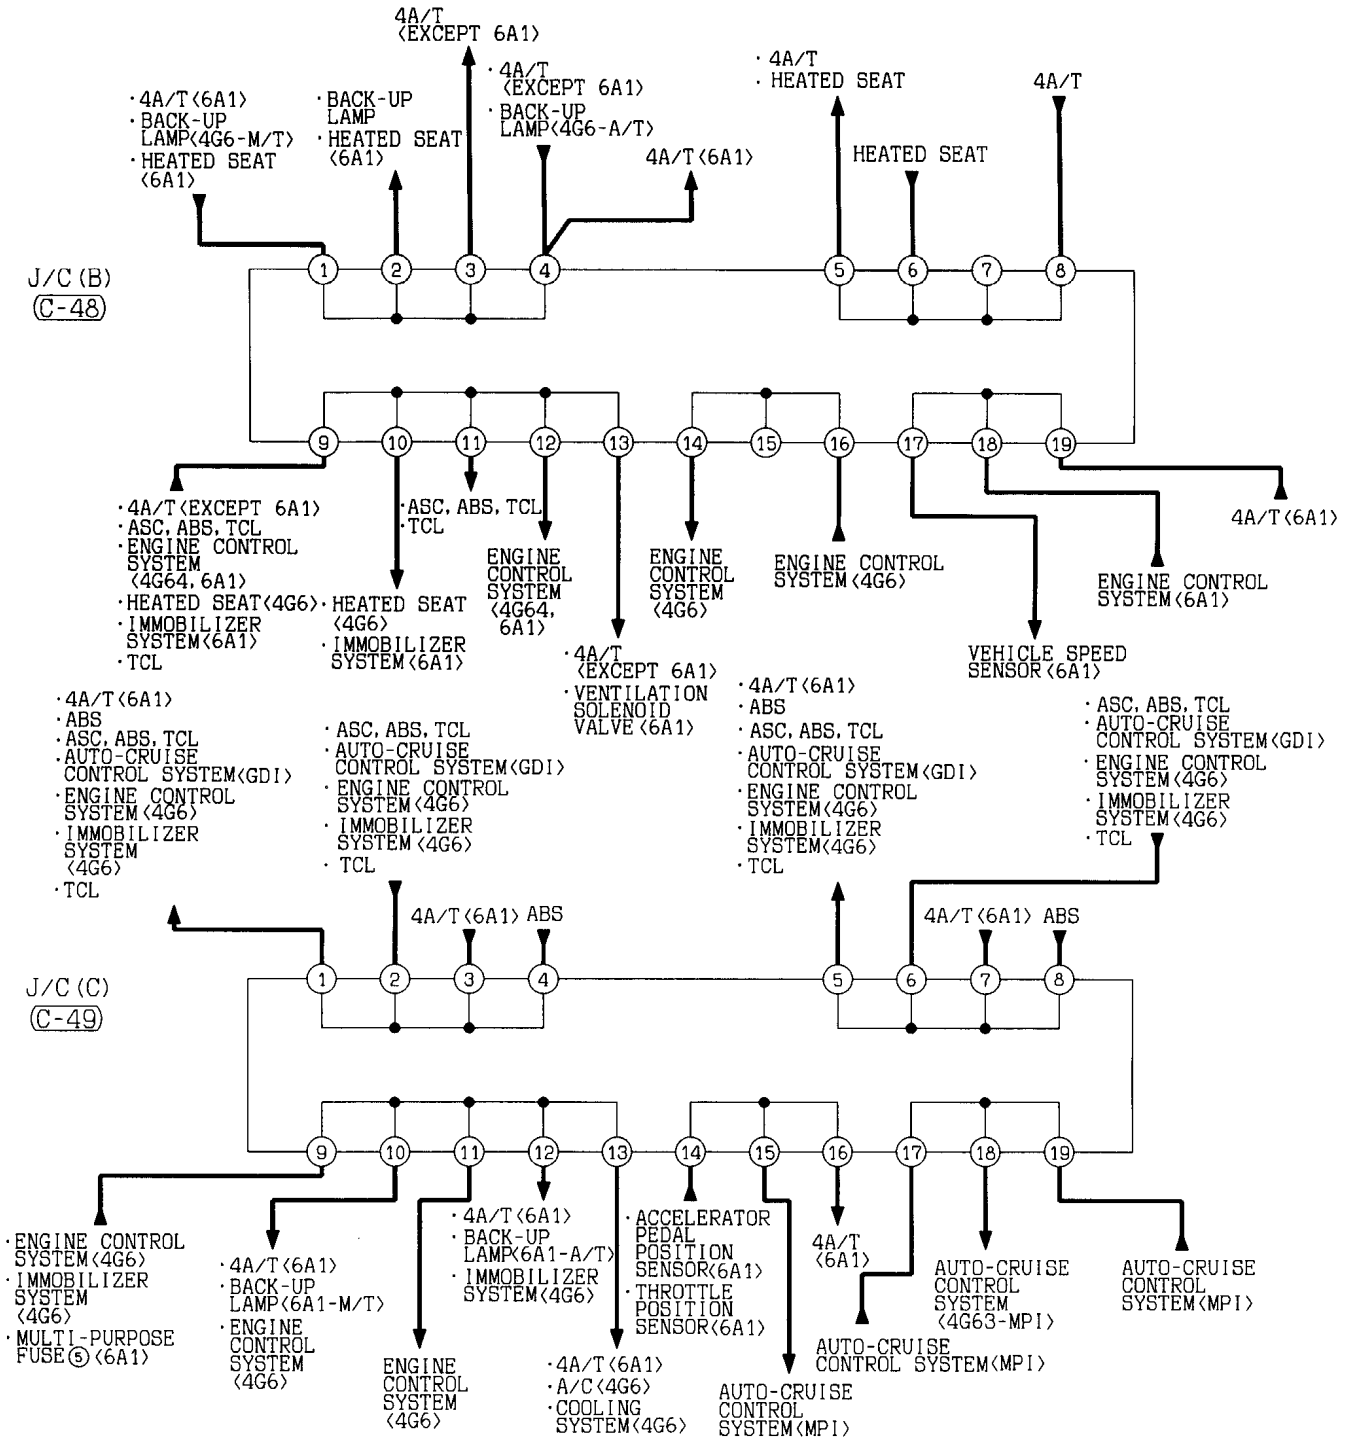 4A/T
〈EXCEPT 6A1〉
· 4A/T
〈EXCEPT 6A1〉
· BACK-UP
LAMP〈4G6-A/T〉
· 4A/T
· HEATED SEAT
4A/T
· 4A/T〈6A1〉
· BACK-UP
LAMP〈4G6-M/T〉
· HEATED SEAT
〈6A1〉
· BACK-UP
LAMP
· HEATED SEAT
〈6A1〉
4A/T〈6A1〉
HEATED SEAT
J/C (B)
C-48
1 2 3 4 5 6 7 8
9 10 11 12 13 14 15 16 17 18 19
· 4A/T〈EXCEPT 6A1〉
· ASC, ABS, TCL
· ENGINE CONTROL
SYSTEM
〈4G64, 6A1〉
· HEATED SEAT〈4G6〉
· IMMOBILIZER
SYSTEM〈6A1〉
· TCL
· HEATED SEAT
〈4G6〉
· IMMOBILIZER
SYSTEM〈6A1〉
· ASC, ABS, TCL
· TCL
ENGINE
CONTROL
SYSTEM
〈4G64,
6A1〉
· 4A/T
〈EXCEPT 6A1〉
· VENTILATION
SOLENOID
VALVE〈6A1〉
ENGINE
CONTROL
SYSTEM
〈4G6〉
ENGINE CONTROL
SYSTEM〈4G6〉
VEHICLE SPEED
SENSOR〈6A1〉
ENGINE CONTROL
SYSTEM〈6A1〉
4A/T〈6A1〉
· 4A/T〈6A1〉
· ABS
· ASC, ABS, TCL
· AUTO-CRUISE
CONTROL SYSTEM〈GDI〉
· ENGINE CONTROL
SYSTEM〈4G6〉
· IMMOBILIZER
SYSTEM
〈4G6〉
· TCL
· ASC, ABS, TCL
· AUTO-CRUISE
CONTROL SYSTEM〈GDI〉
· ENGINE CONTROL
SYSTEM〈4G6〉
· IMMOBILIZER
SYSTEM〈4G6〉
· TCL
4A/T〈6A1〉
ABS
· 4A/T〈6A1〉
· ABS
· ASC, ABS, TCL
· AUTO-CRUISE
CONTROL SYSTEM〈GDI〉
· ENGINE CONTROL
SYSTEM〈4G6〉
· IMMOBILIZER
SYSTEM〈4G6〉
· TCL
· ASC, ABS, TCL
· AUTO-CRUISE
CONTROL SYSTEM〈GDI〉
· ENGINE CONTROL
SYSTEM〈4G6〉
· IMMOBILIZER
SYSTEM〈4G6〉
· TCL
4A/T〈6A1〉
ABS
J/C (C)
C-49
1 2 3 4 5 6 7 8
9 10 11 12 13 14 15 16 17 18 19
· ENGINE CONTROL
SYSTEM〈4G6〉
· IMMOBILIZER
SYSTEM
〈4G6〉
· MULTI-PURPOSE
FUSE⑤〈6A1〉
· 4A/T〈6A1〉
· BACK-UP
LAMP〈6A1-M/T〉
· ENGINE
CONTROL
SYSTEM
〈4G6〉
ENGINE
CONTROL
SYSTEM
〈4G6〉
· 4A/T〈6A1〉
· BACK-UP
LAMP〈6A1-A/T〉
· IMMOBILIZER
SYSTEM〈4G6〉
· 4A/T〈6A1〉
· A/C〈4G6〉
· COOLING
SYSTEM〈4G6〉
· ACCELERATOR
PEDAL
POSITION
SENSOR〈6A1〉
· THROTTLE
POSITION
SENSOR〈6A1〉
AUTO-CRUISE
CONTROL
SYSTEM〈MPI〉
4A/T
〈6A1〉
AUTO-CRUISE
CONTROL SYSTEM〈MPI〉
AUTO-CRUISE
CONTROL
SYSTEM
〈4G63-MPI〉
AUTO-CRUISE
CONTROL
SYSTEM〈MPI〉